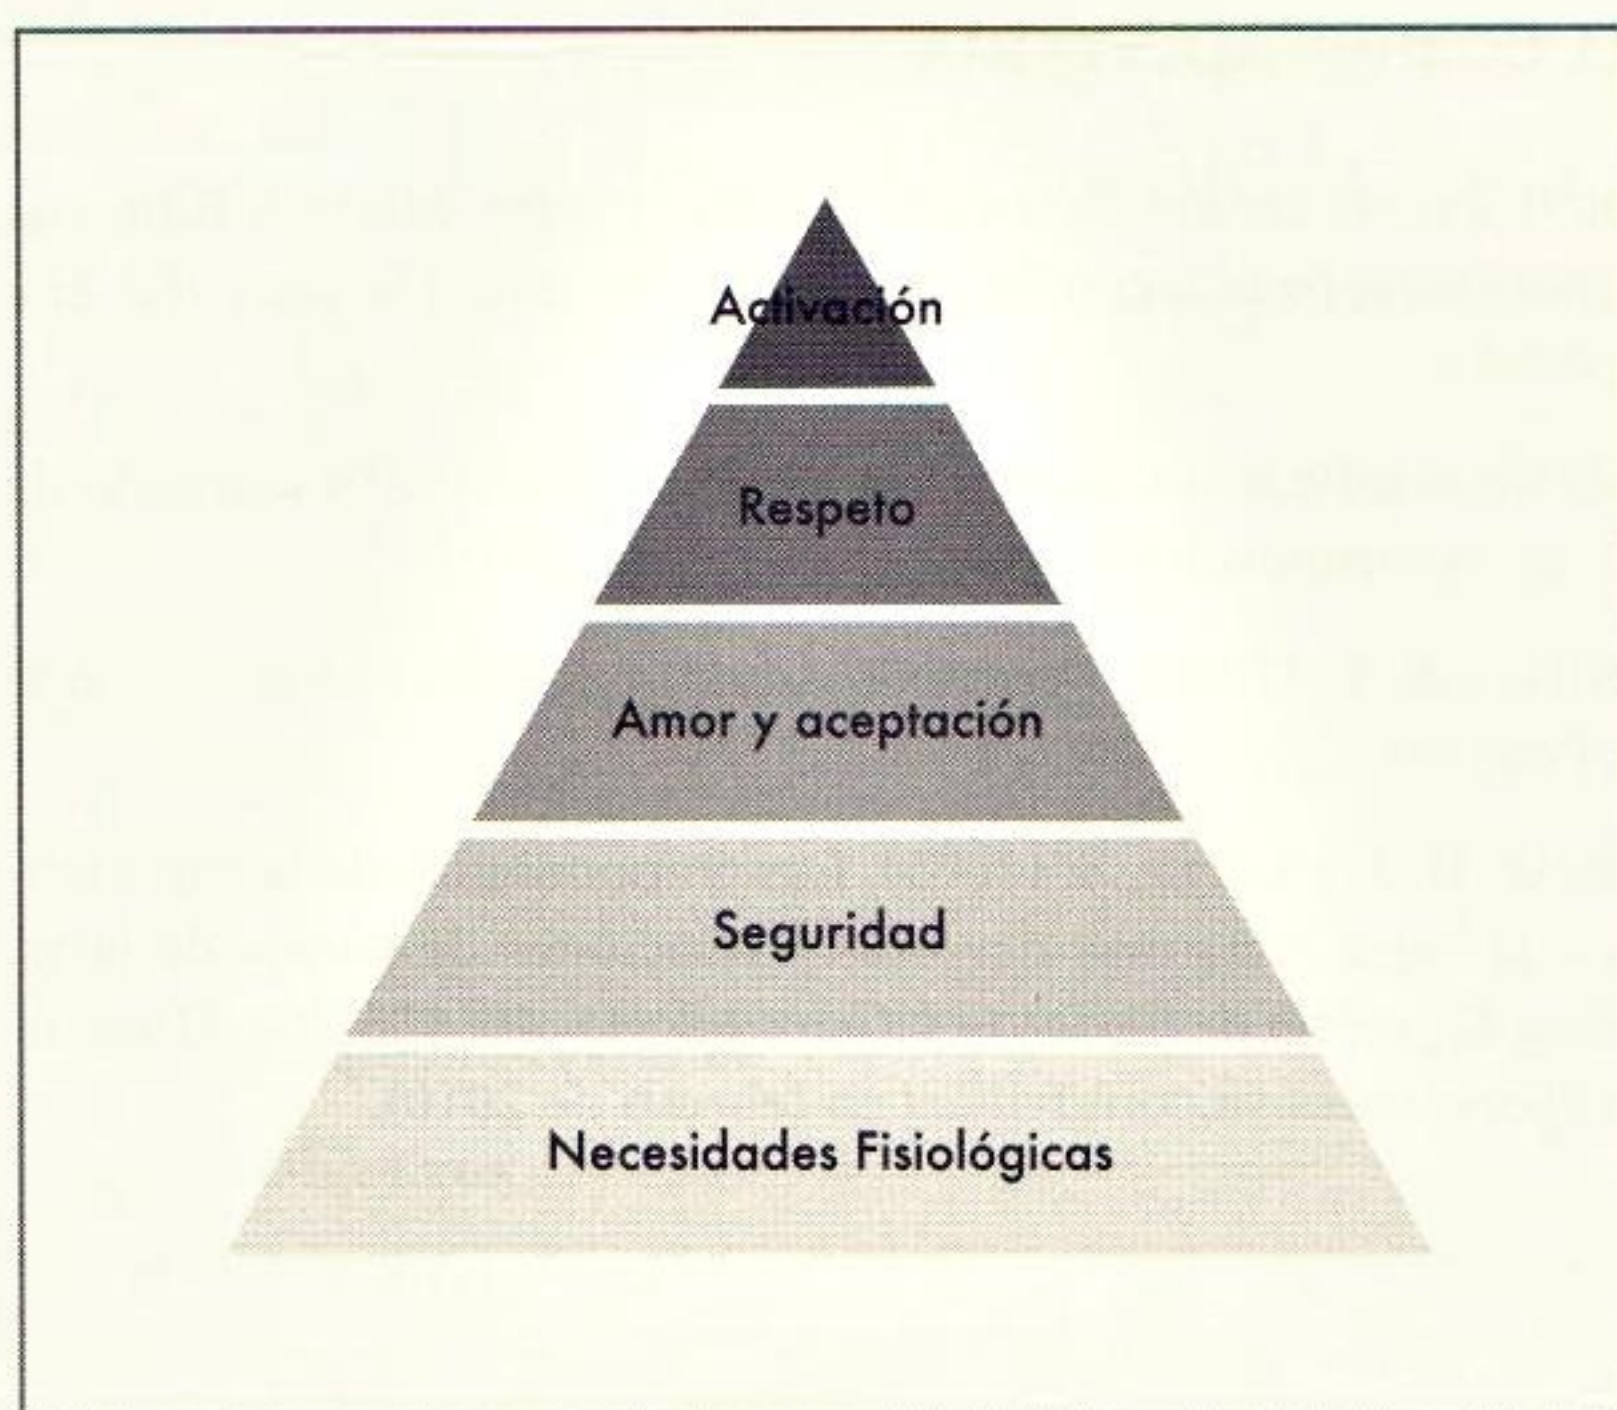 Activación
Respeto
Amor y aceptación
Seguridad
Necesidades Fisiológicas